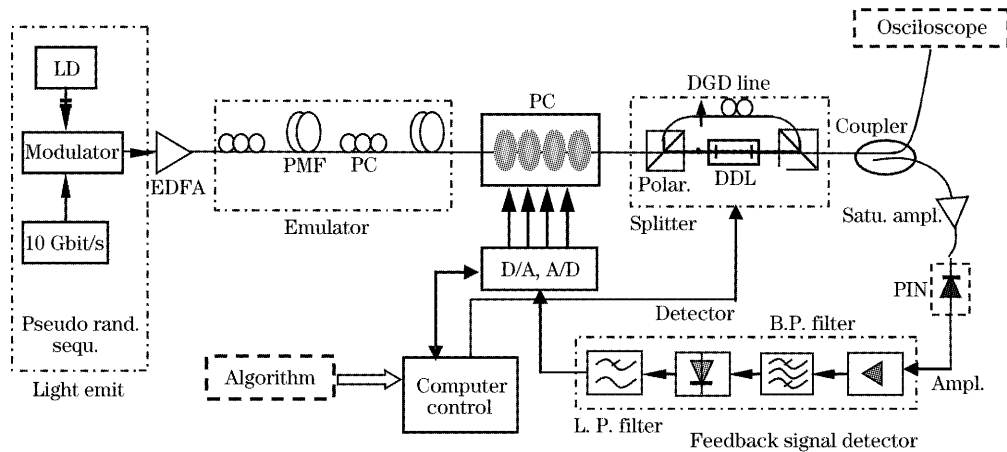 Osciloscope
LD
DGD line
PC
Coupler
Modulator
PMF
PC
EDFA
Polar.
DDL
Satu. ampl.
Emulator
Splitter
10 Gbit/s
D/A, A/D
PIN
Detector
B.P. filter
Pseudo rand.
sequ.
Algorithm
Computer
control
Ampl.
Light emit
L. P. filter
Feedback signal detector